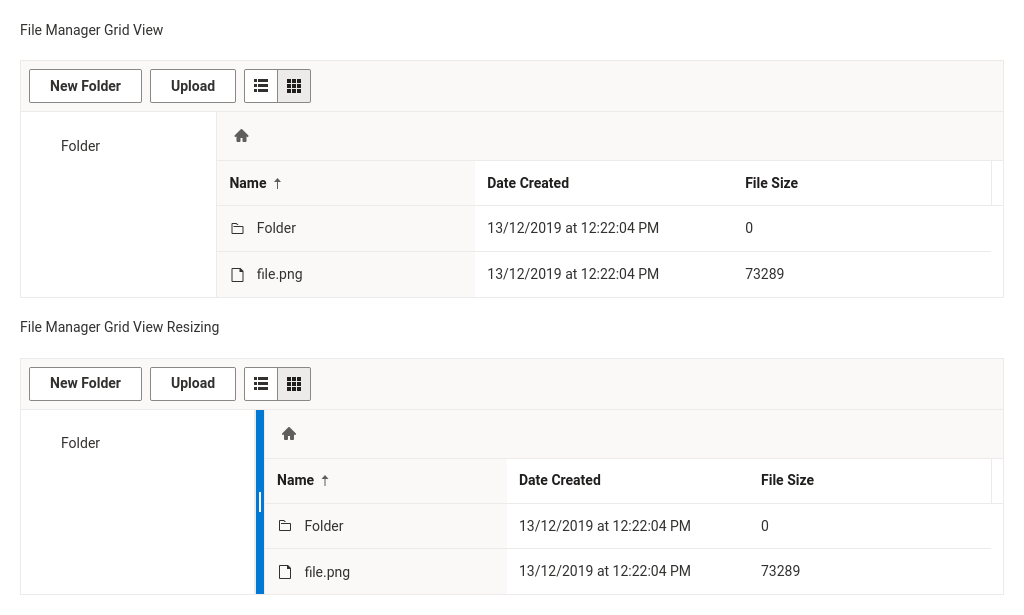 File Manager Grid View
New Folder Upload
Folder
Name Date Created File Size
Folder 13/12/2019 at 12:22:04 PM 0
file.png 13/12/2019 at 12:22:04 PM 73289
File Manager Grid View Resizing
New Folder Upload
Folder
Name Date Created File Size
Folder 13/12/2019 at 12:22:04 PM 0
file.png 13/12/2019 at 12:22:04 PM 73289